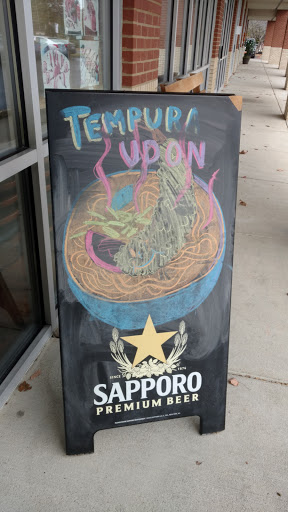 TEMPURA
UDON
SINCE 1876
SAPPORO
PREMIUM BEER